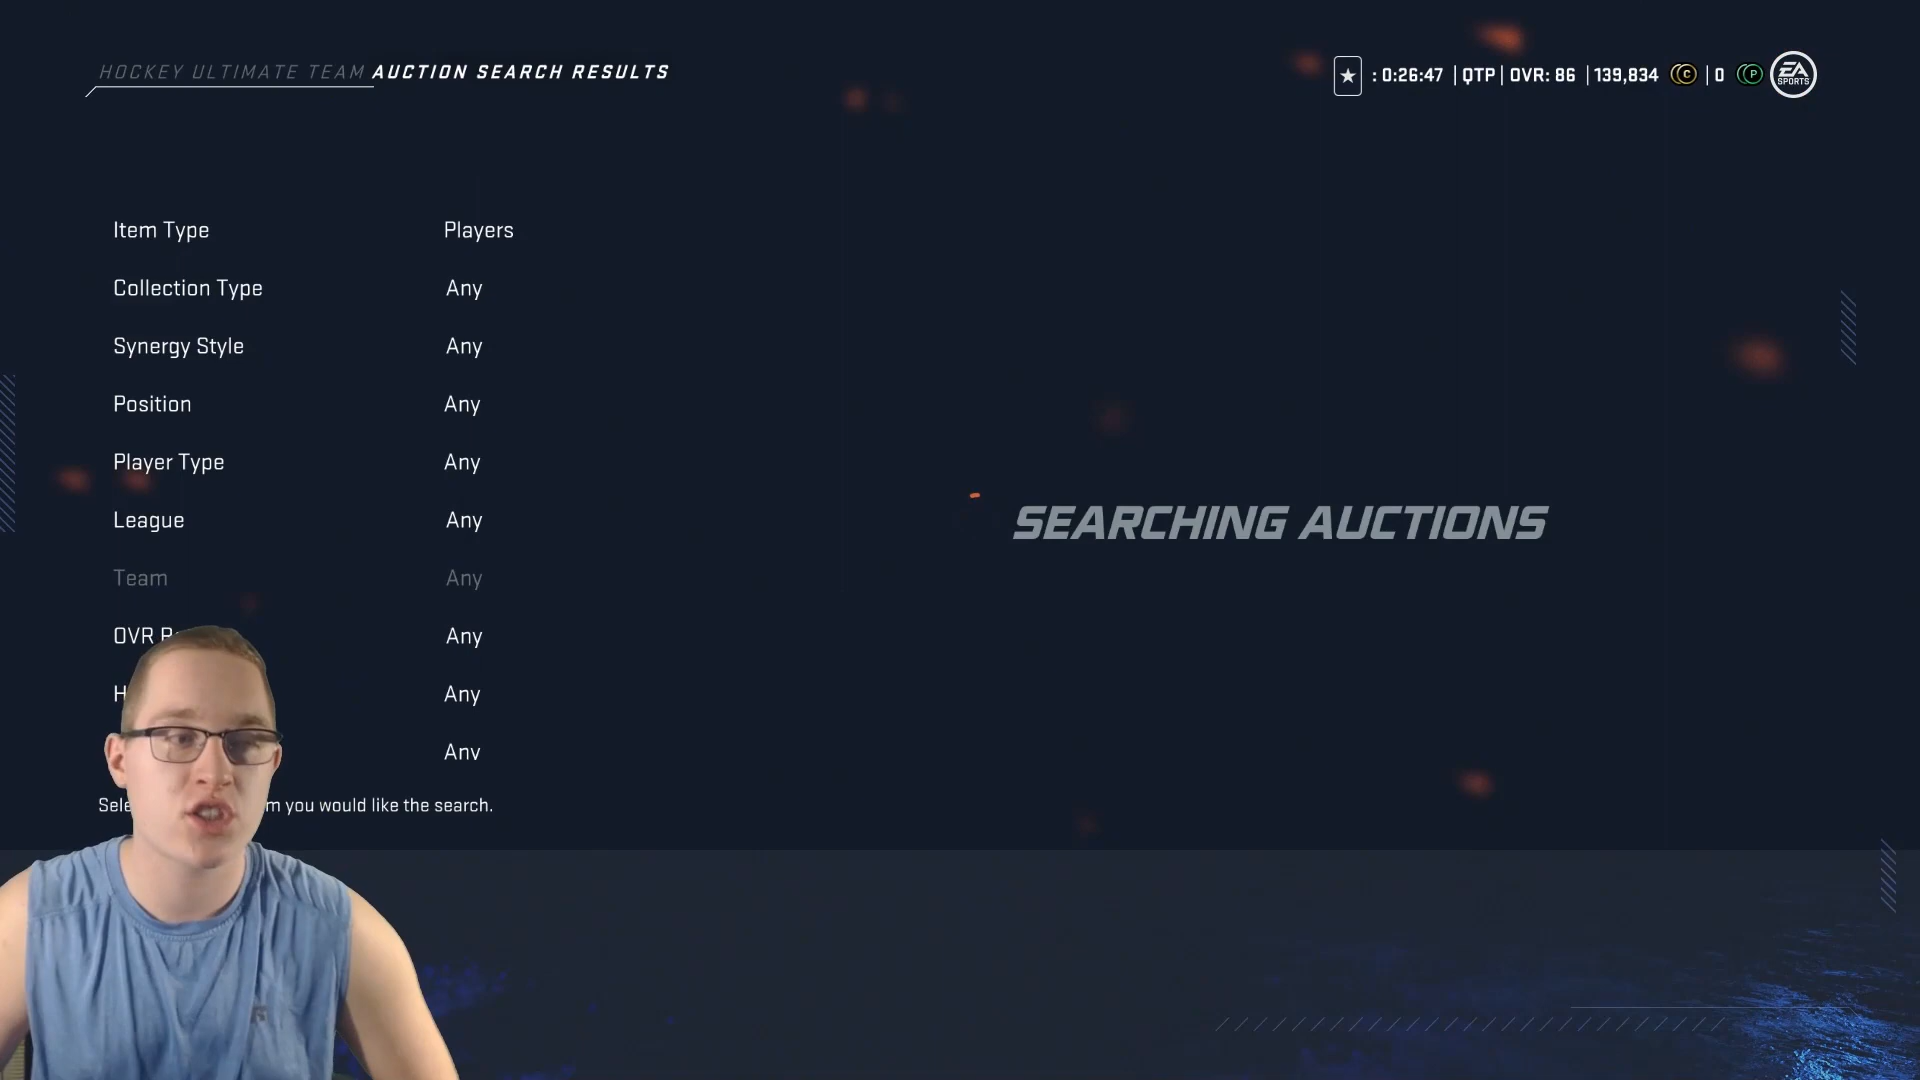 HOCKEY ULTIMATE TEAM AUCTION SEARCH RESULTS
: 0:26:47 | QTP | OVR: 86 | 139,834 C | 0 P EA SPORTS
Item Type Players
Collection Type Any
Synergy Style Any
Position Any
Player Type Any
League Any
Team Any
OVR Any
Any
Any
you would like the search.
SEARCHING AUCTIONS